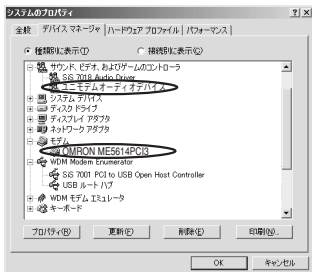 システムのプロパティ
全般 デバイス マネージャ ハードウェア プロファイル パフォーマンス
種類別に表示(T) 接続別に表示(C)
サウンド、ビデオ、およびゲームのコントローラ
SiS 7018 Audio Driver
ユニモデム オーディオ デバイス
システム デバイス
ディスク ドライブ
ディスプレイ アダプタ
ネットワーク アダプタ
モデム
OMRON ME5614PCI3
WDM Modem Enumerator
SiS 7001 PCI to USB Open Host Controller
USB ルート ハブ
WDM モデム エミュレータ
キーボード
プロパティ(R) 更新(F) 削除(E) 印刷(N)...
OK キャンセル